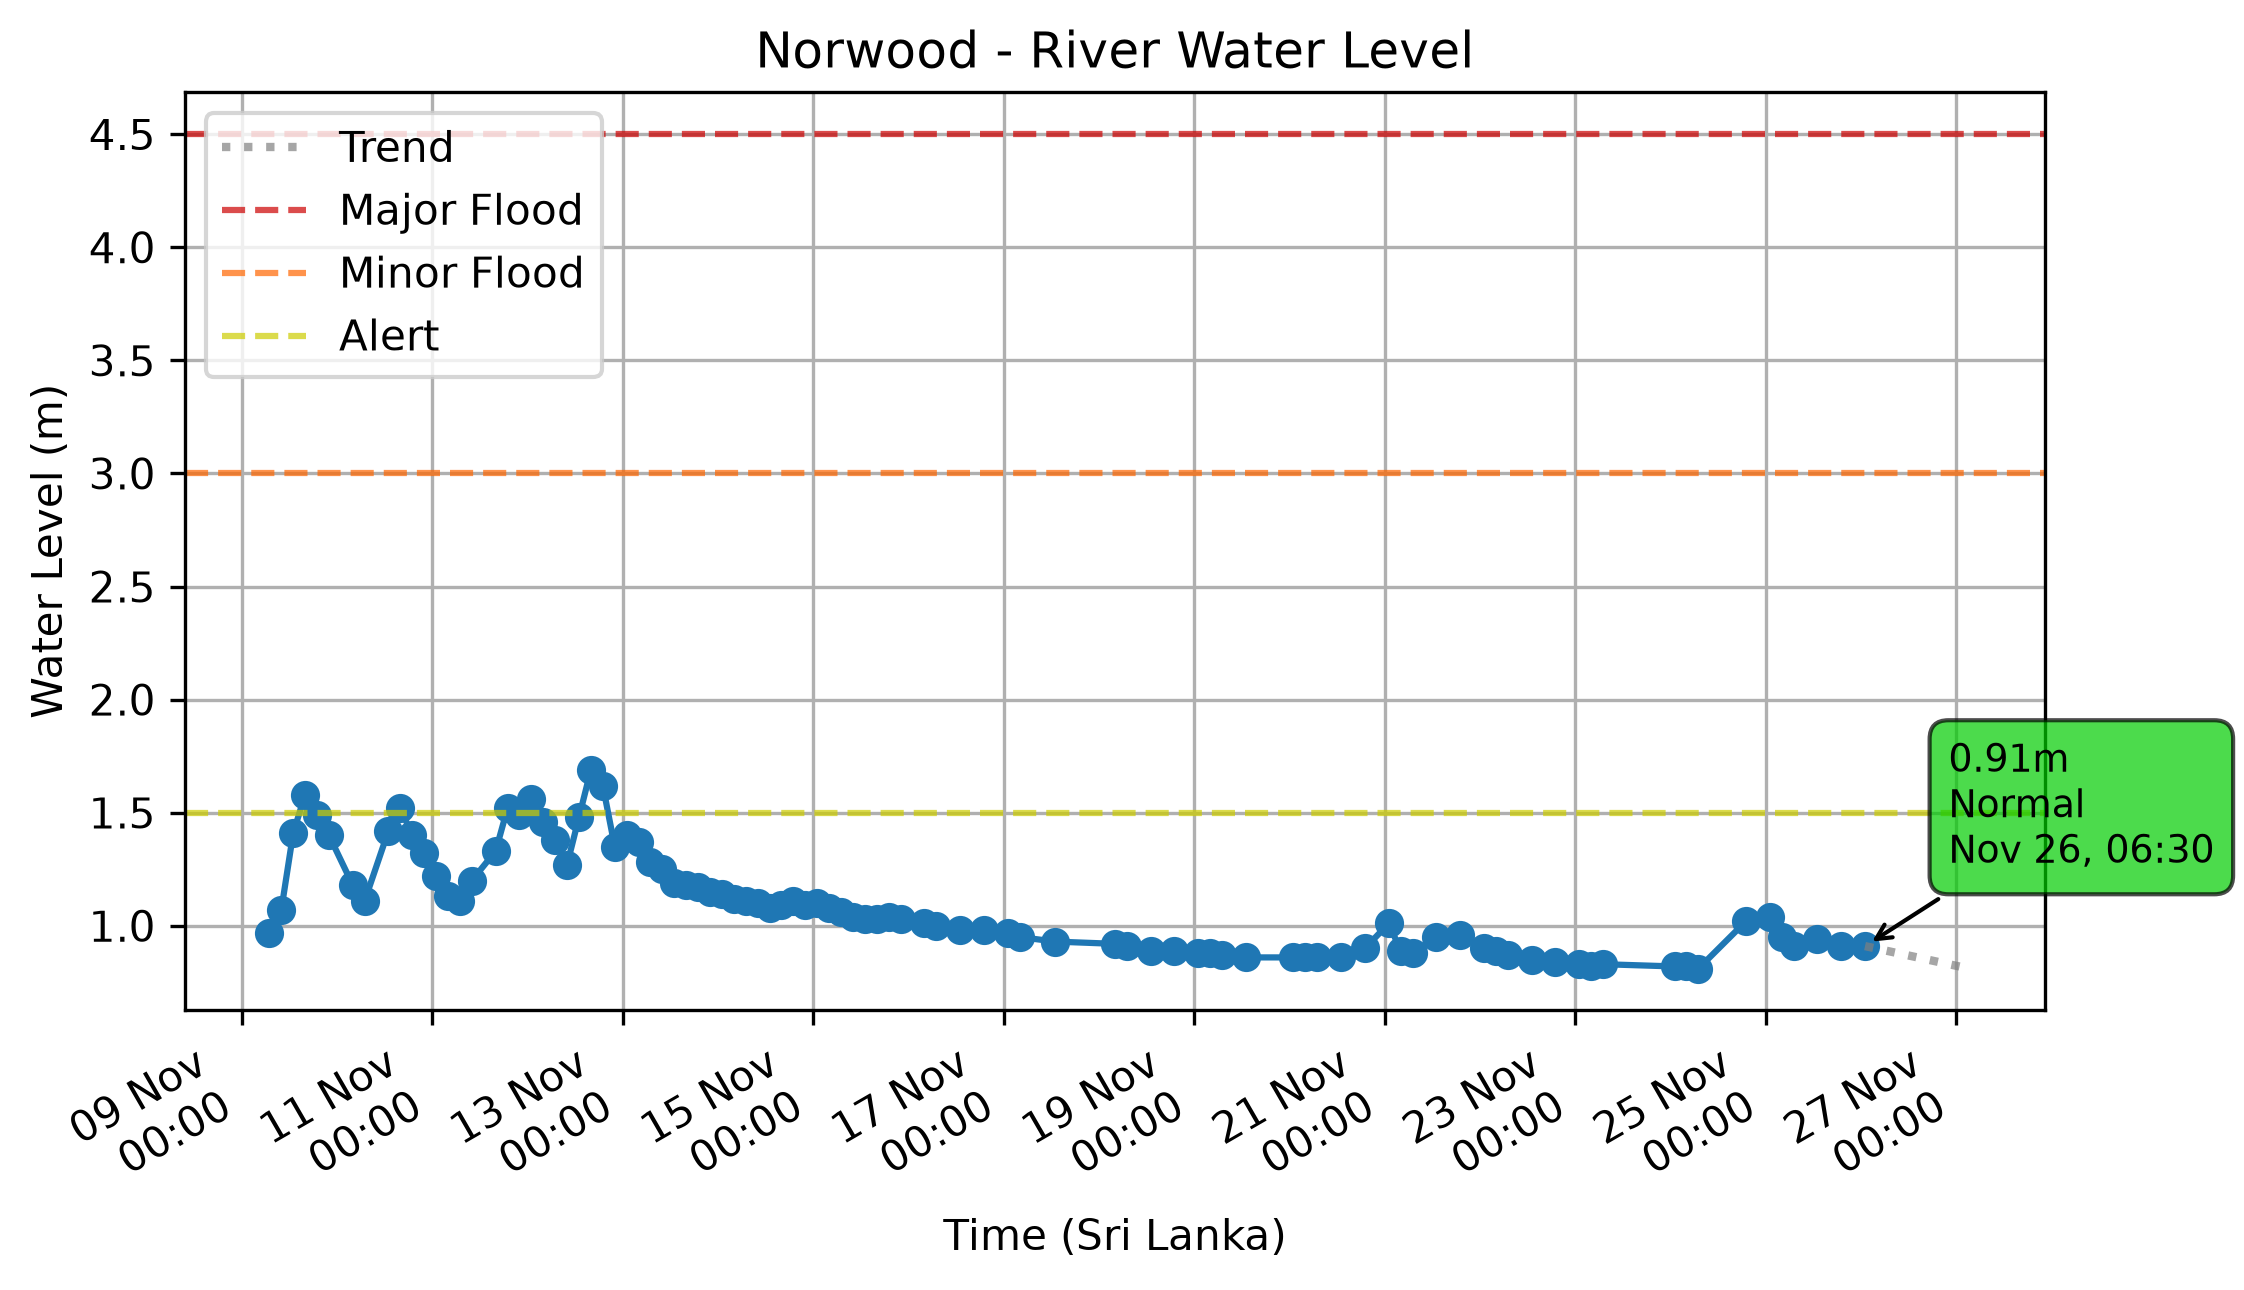 Norwood - River Water Level
Trend
Major Flood
Minor Flood
Alert
4.5
4.0
3.5
3.0
2.5
2.0
1.5
1.0
Water Level (m)
0.91m
Normal
Nov 26, 06:30
09 Nov
00:00
11 Nov
00:00
13 Nov
00:00
15 Nov
00:00
17 Nov
00:00
19 Nov
00:00
21 Nov
00:00
23 Nov
00:00
25 Nov
00:00
27 Nov
00:00
Time (Sri Lanka)